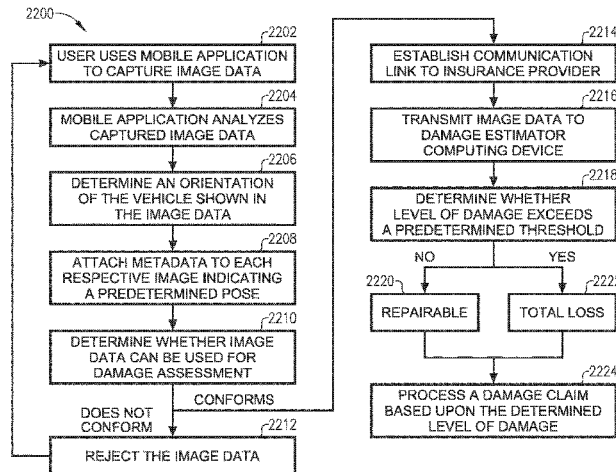 2200
2202
USER USES MOBILE APPLICATION
TO CAPTURE IMAGE DATA
2204
MOBILE APPLICATION ANALYZES
CAPTURED IMAGE DATA
2206
DETERMINE AN ORIENTATION
OF THE VEHICLE SHOWN
IN THE IMAGE DATA
2208
ATTACH METADATA TO EACH
RESPECTIVE IMAGE INDICATING
A PREDETERMINED POSE
2210
DETERMINE WHETHER IMAGE
DATA CAN BE USED FOR
DAMAGE ASSESSMENT
CONFORMS
DOES NOT
CONFORM
2212
REJECT THE IMAGE DATA
2214
ESTABLISH COMMUNICATION
LINK TO INSURANCE PROVIDER
2216
TRANSMIT IMAGE DATA TO
DAMAGE ESTIMATOR
COMPUTING DEVICE
2218
DETERMINE WHETHER
LEVEL OF DAMAGE EXCEEDS
A PREDETERMINED THRESHOLD
NO
YES
2220
REPAIRABLE
TOTAL LOSS
2224
PROCESS A DAMAGE CLAIM
BASED UPON THE DETERMINED
LEVEL OF DAMAGE